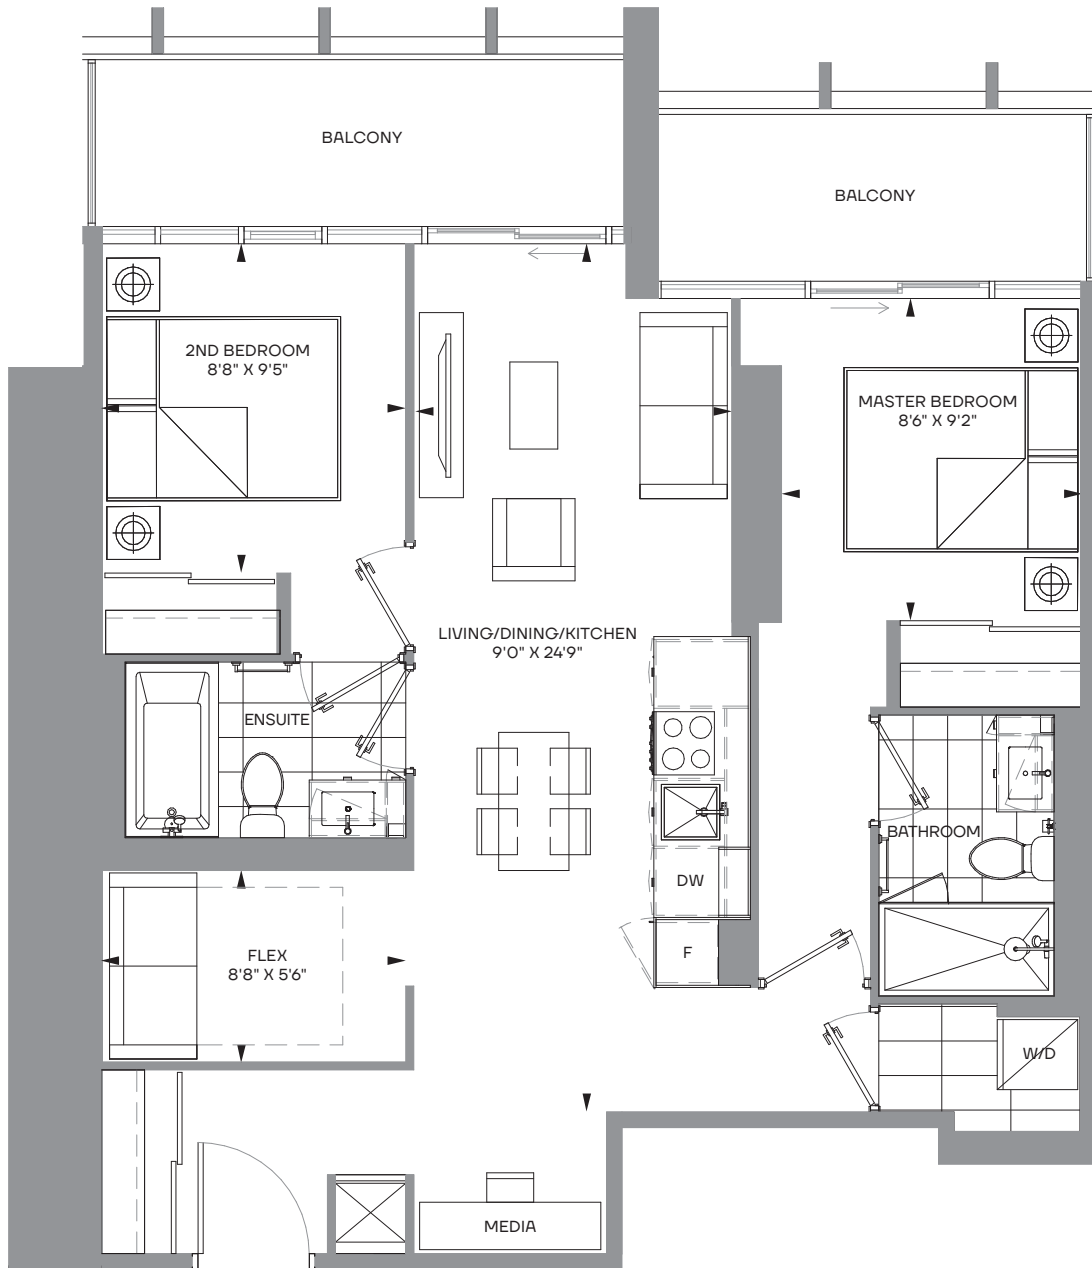 BALCONY
BALCONY
2ND BEDROOM
8'8" X 9'5"
MASTER BEDROOM
8'6" X 9'2"
LIVING/DINING/KITCHEN
9'0" X 24'9"
ENSUITE
BATHROOM
DW
F
FLEX
8'8" X 5'6"
W/D
MEDIA